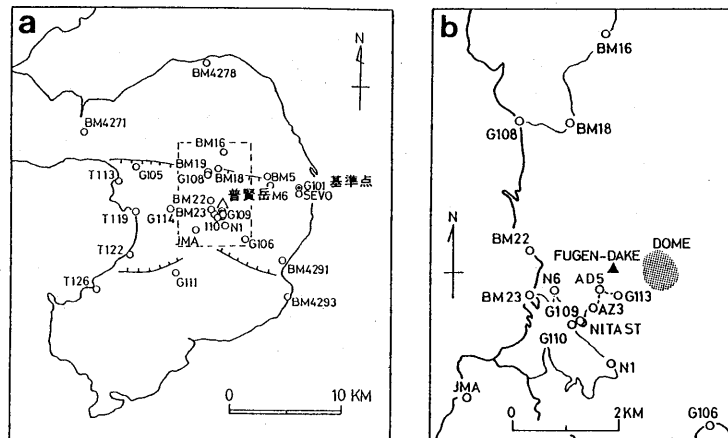 a
N
BM4278
BM4271
BM16
BM19
BM18
BM5
T113
G105
G108
M6
G101
基準点
SEVO
普賢岳
BM22
BM23
G109
T119
G114
I10
N1
JMA
G106
T122
BM4291
T126
G111
BM4293
0 10 KM
b
BM16
G108
BM18
N
BM22
FUGEN-DAKE
DOME
AD5
N6
BM23
G113
AZ3
G109
NITA ST
G110
N1
JMA
0 2 KM
G106